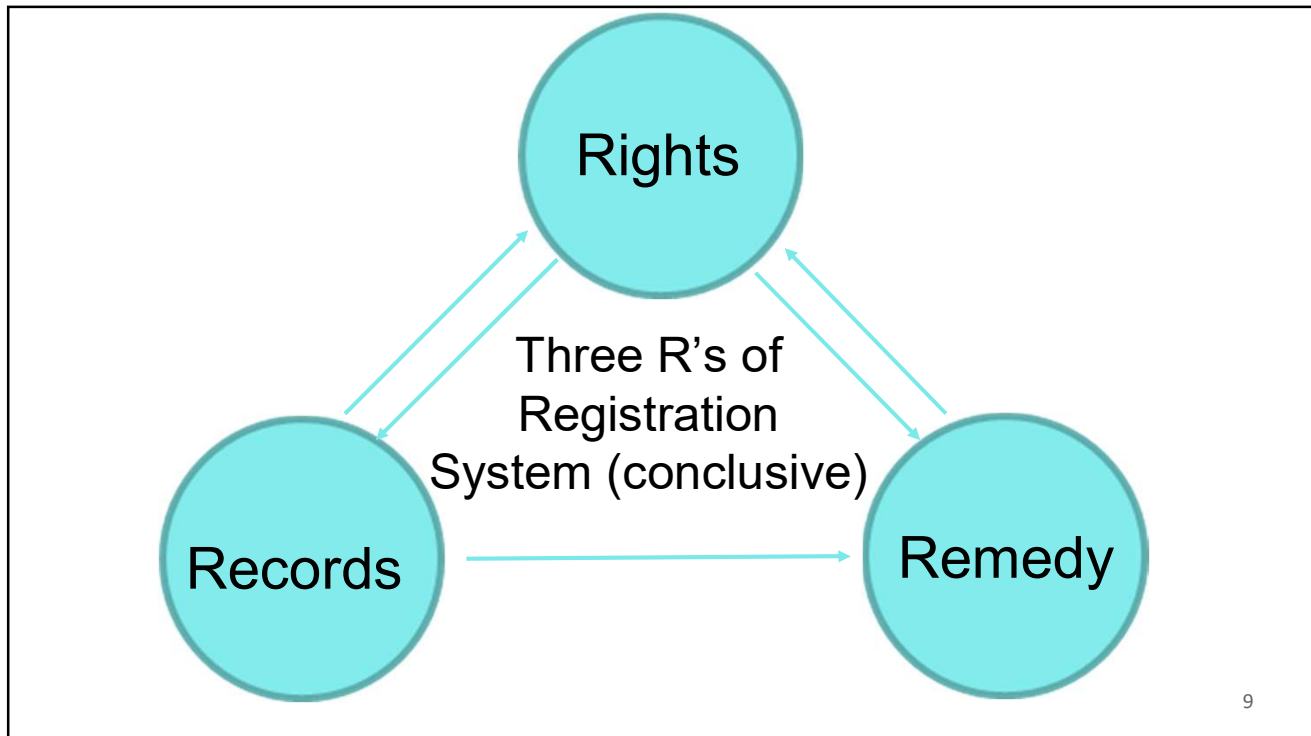 Rights
Three R’s of
Registration
System (conclusive)
Records
Remedy
9